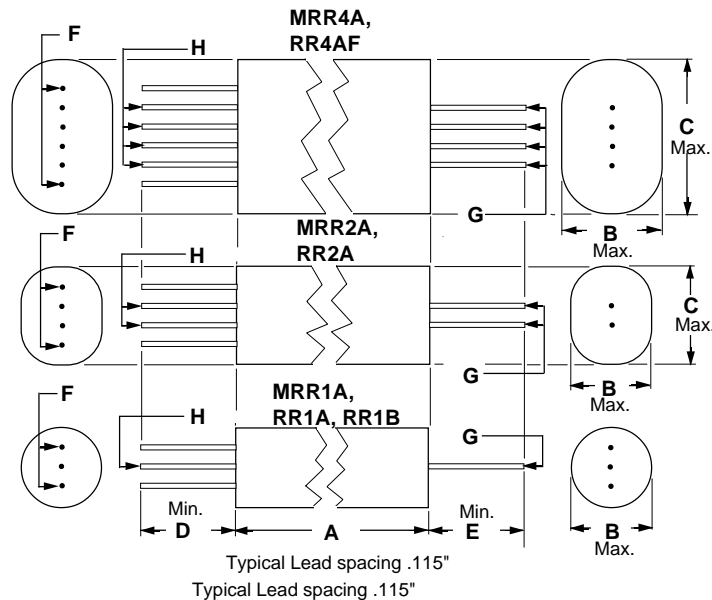 MRR4A,
RR4AF
F
H
C
Max.
G
B
Max.
MRR2A,
RR2A
F
H
C
Max.
G
B
Max.
MRR1A,
RR1A, RR1B
F
H
G
Min.
D
A
Min.
E
B
Max.
Typical Lead spacing .115"
Typical Lead spacing .115"